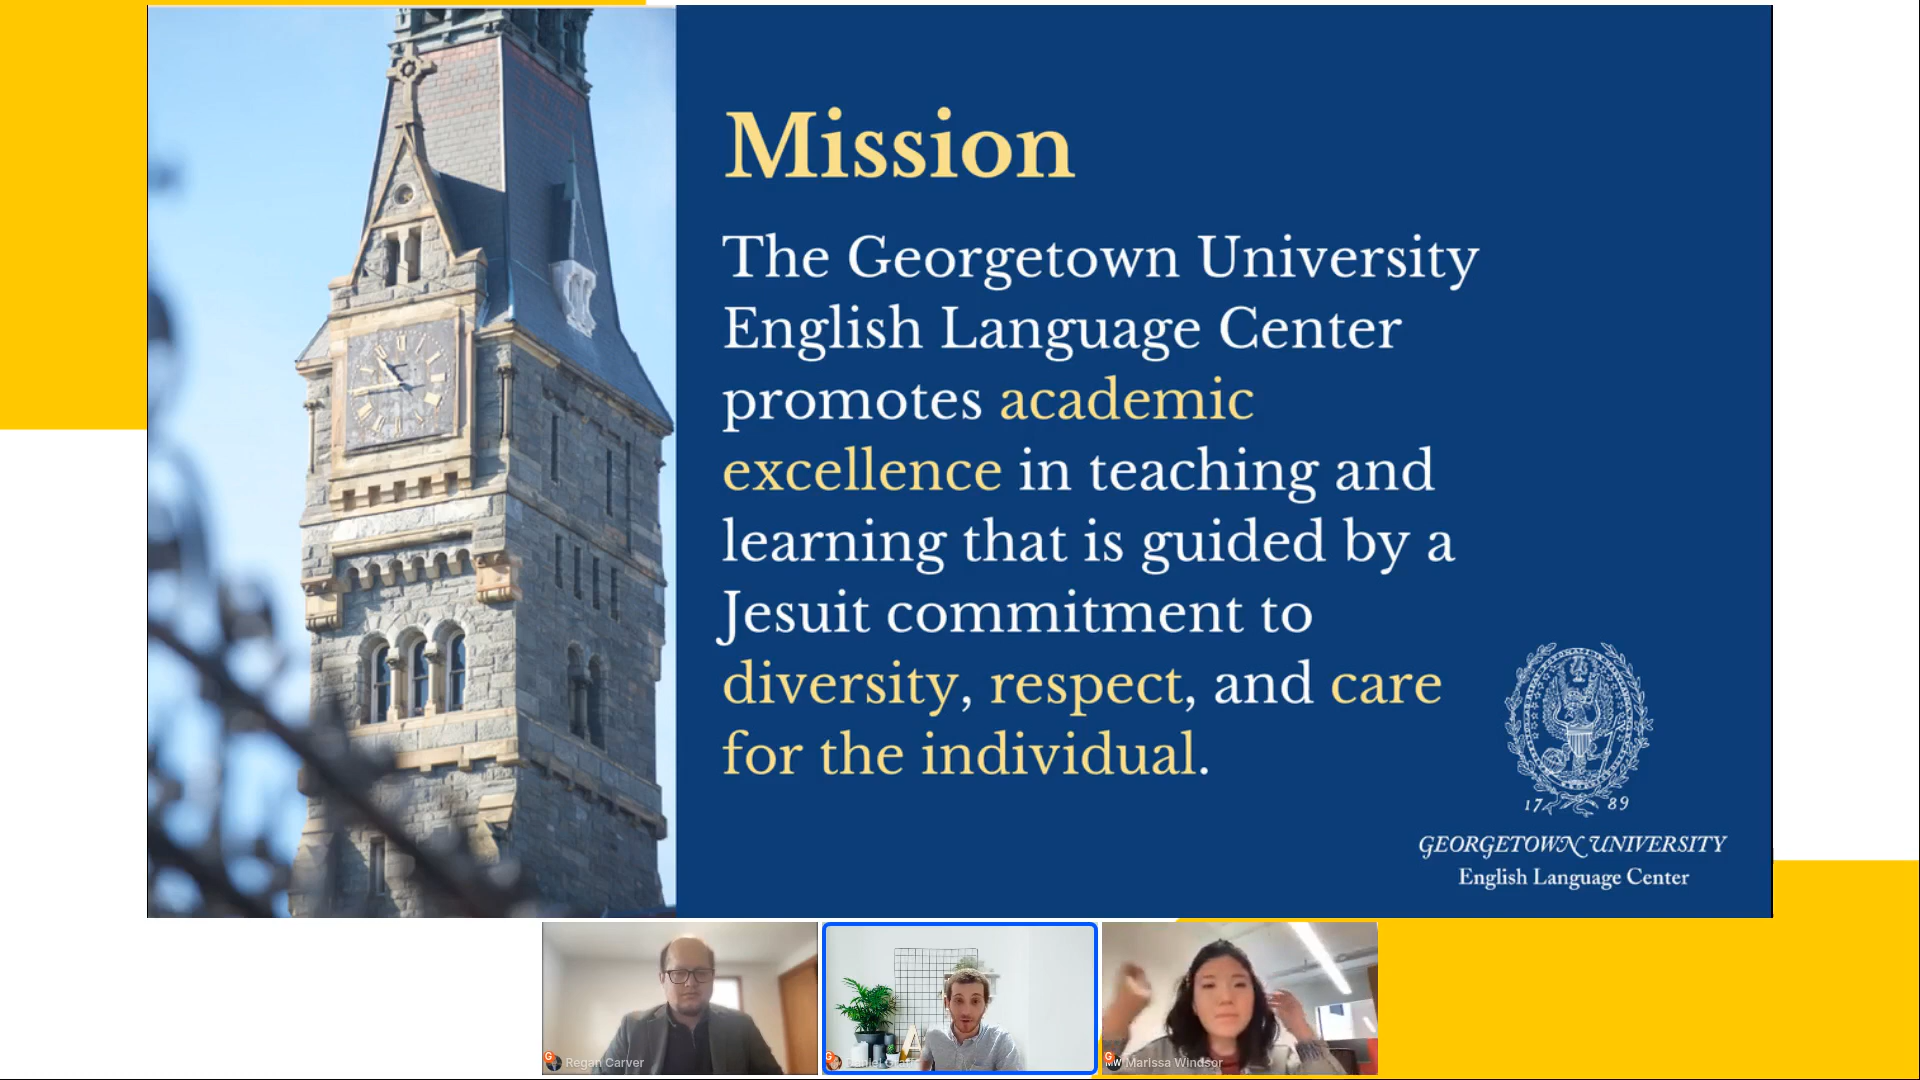 Mission
The Georgetown University
English Language Center
promotes academic
excellence in teaching and
learning that is guided by a
Jesuit commitment to
diversity, respect, and care
for the individual.
17 89
GEORGETOWN UNIVERSITY
English Language Center
G Regan Carver
G
G MW Marissa Windsor